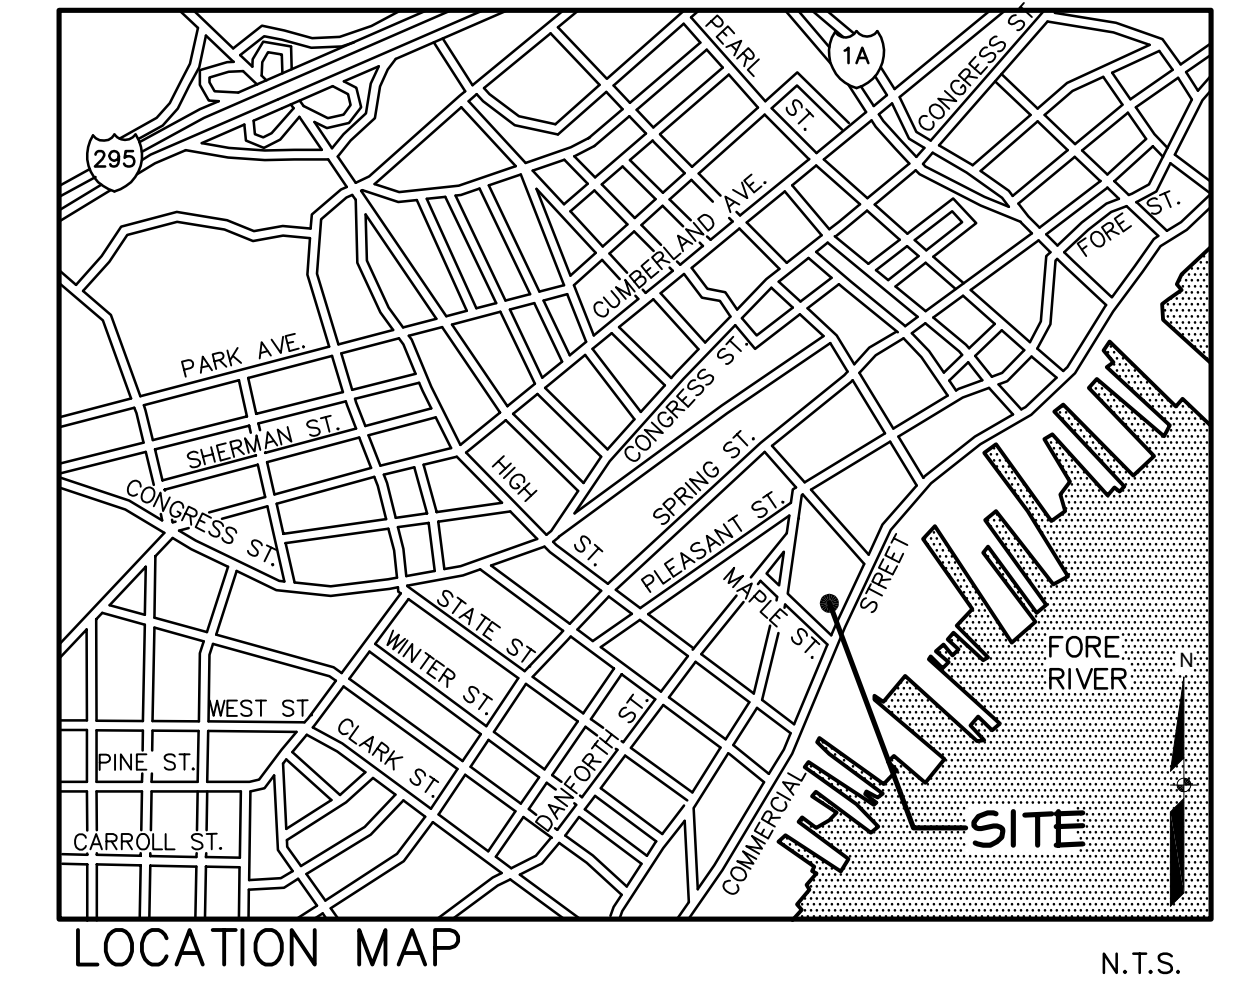 PEARL
ST.
1A
CONGRESS ST.
295
CUMBERLAND AVE.
FORE ST.
PARK AVE.
SHERMAN ST.
CONGRESS ST.
CONGRESS ST.
HIGH
ST.
SPRING ST.
PLEASANT ST.
MAPLE ST.
STATE ST
WINTER ST.
WEST ST.
CLARK ST.
PINE ST.
DANFORTH ST.
CARROLL ST.
COMMERCIAL
STREET
FORE
RIVER
N
SITE
LOCATION MAP
N.T.S.